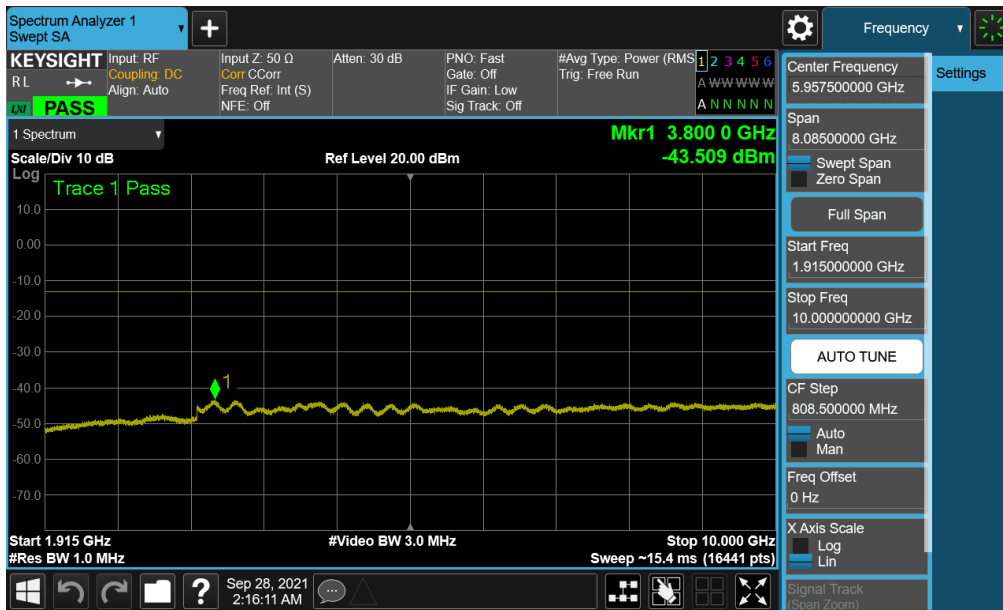 Spectrum Analyzer 1
Swept SA
Frequency
KEYSIGHT
R L
LXI PASS
Input: RF
Coupling: DC
Align: Auto
Input Z: 50 Ω
Corr CCorr
Freq Ref: Int (S)
NFE: Off
Atten: 30 dB
PNO: Fast
Gate: Off
IF Gain: Low
Sig Track: Off
#Avg Type: Power (RMS
Trig: Free Run
1 2 3 4 5 6
A W W W W W
A N N N N N
1 Spectrum
Mkr1 3.800 0 GHz
Scale/Div 10 dB
Ref Level 20.00 dBm
-43.509 dBm
Log
Trace 1 Pass
10.0
0.00
-10.0
-20.0
-30.0
-40.0
1
-50.0
-60.0
-70.0
Start 1.915 GHz
#Video BW 3.0 MHz
Stop 10.000 GHz
#Res BW 1.0 MHz
Sweep ~15.4 ms (16441 pts)
Sep 28, 2021
2:16:11 AM
Center Frequency
5.957500000 GHz
Settings
Span
8.08500000 GHz
Swept Span
Zero Span
Full Span
Start Freq
1.915000000 GHz
Stop Freq
10.000000000 GHz
AUTO TUNE
CF Step
808.500000 MHz
Auto
Man
Freq Offset
0 Hz
X Axis Scale
Log
Lin
Signal Track
(Span Zoom)